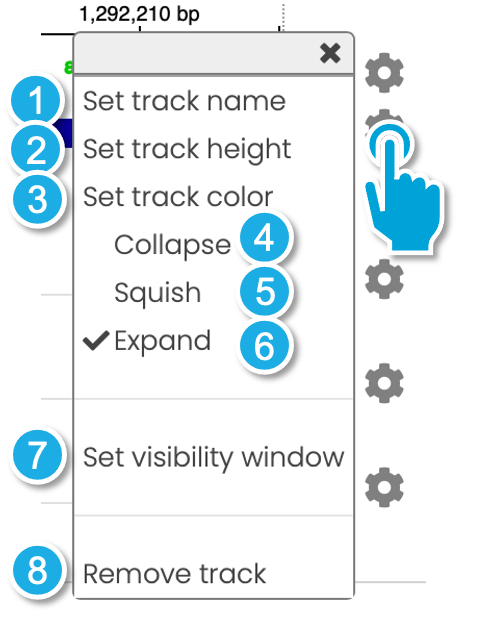 1,292,210 bp
1 Set track name
2 Set track height
3 Set track color
Collapse 4
Squish 5
Expand 6
7 Set visibility window
8 Remove track